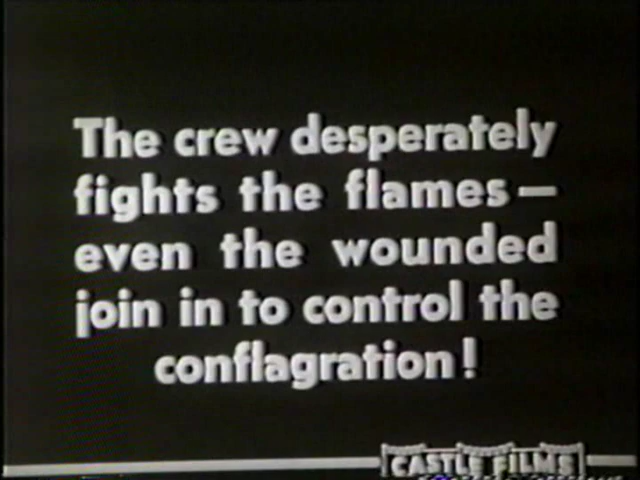 The crew desperately
fights the flames—
even the wounded
join in to control the
conflagration!
CASTLE FILMS